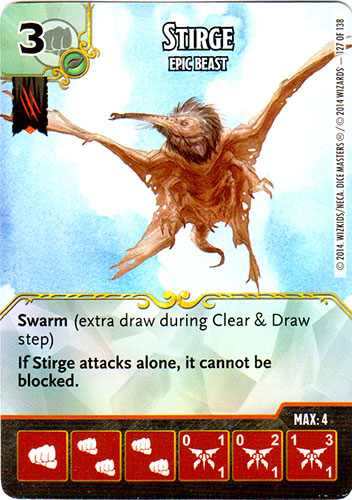 3
STIRGE
EPIC BEAST
© 2014 WIZKIDS/NECA. DICE MASTERS ® / © 2014 WIZARDS — 127 OF 138
Swarm (extra draw during Clear & Draw
step)
If Stirge attacks alone, it cannot be
blocked.
MAX: 4
0 1
1
0 2
1
1 3
1